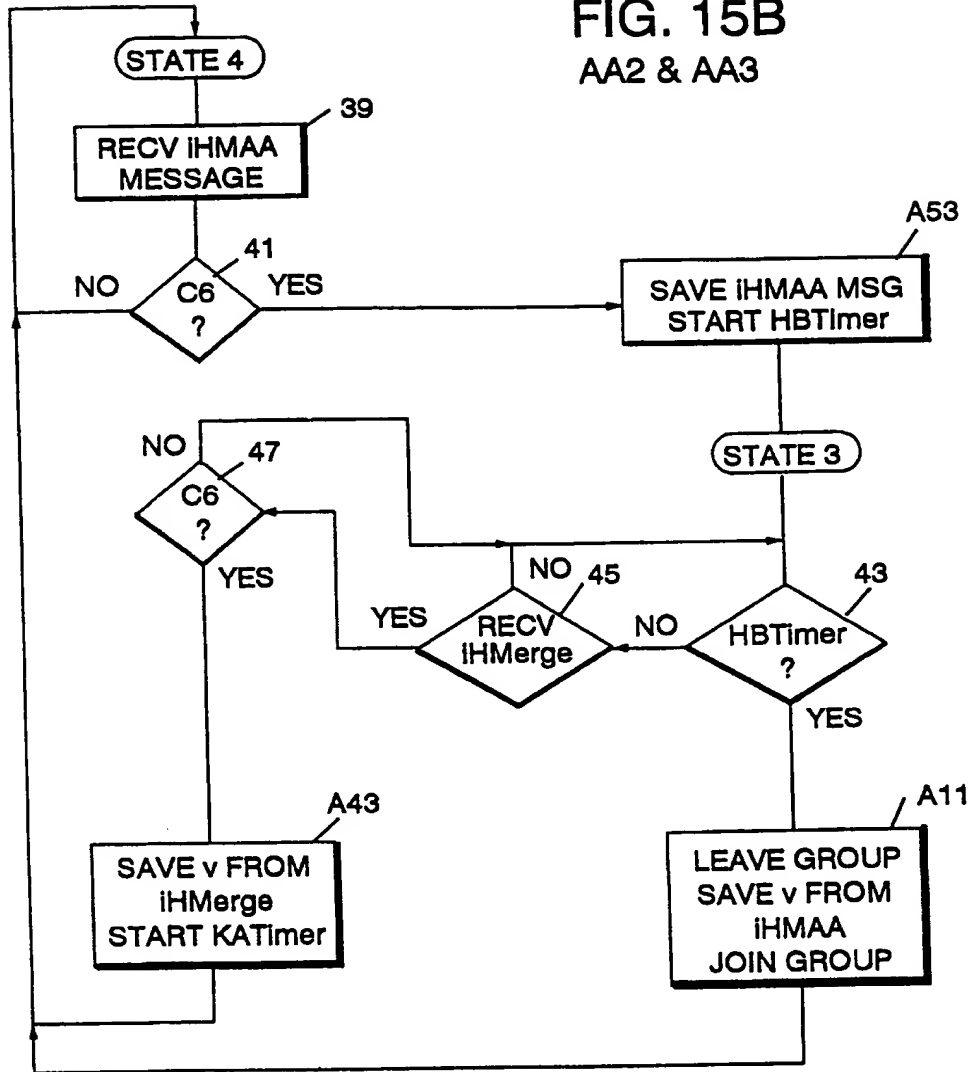 FIG. 15B
AA2 & AA3
STATE 4
39
RECV iHMAA
MESSAGE
41
NO
C6
?
YES
A53
SAVE iHMAA MSG
START HBTimer
STATE 3
NO
47
C6
?
YES
NO
45
YES
RECV
iHMerge
NO
43
HBTimer
?
YES
A43
SAVE v FROM
iHMerge
START KATimer
A11
LEAVE GROUP
SAVE v FROM
iHMAA
JOIN GROUP